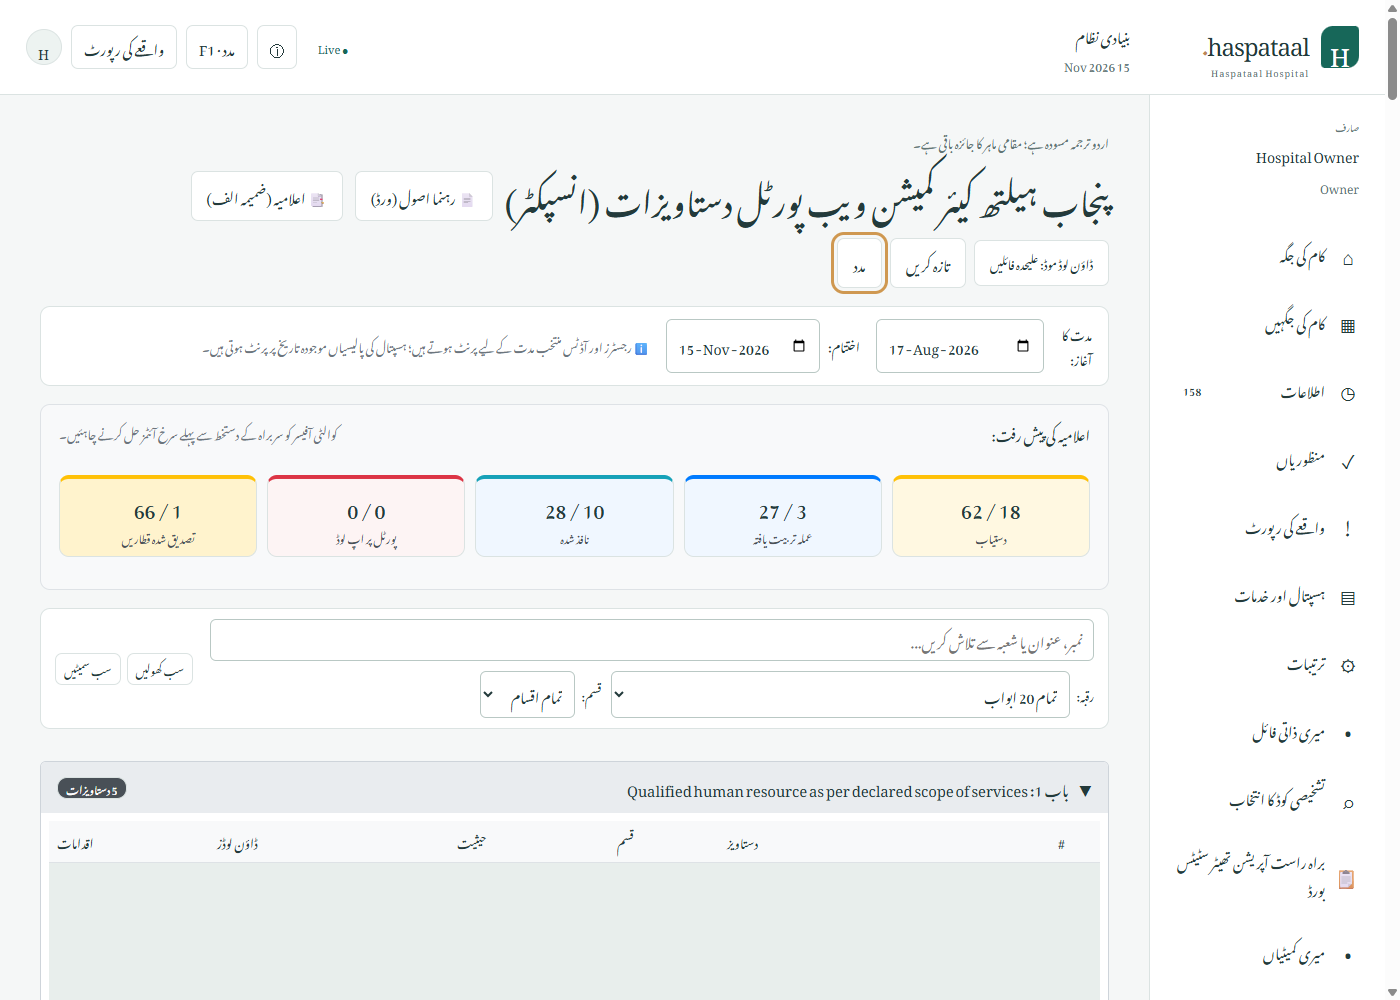 haspataal.
Haspataal Hospital
H
بنیادی نظام
15 Nov 2026
Live
ⓘ
مدد F1۰
واقعے کی رپورٹ
H
صارف
Hospital Owner
Owner
کام کی جگہ
کام کی جگہیں
اطلاعات
158
منظوریاں
واقعے کی رپورٹ
ہسپتال اور خدمات
ترتیبات
میری ذاتی فائل
تشخیصی کوڈ کا انتخاب
براہ راست آپریشن تھیٹر سٹیٹس بورڈ
میری کمیٹیاں
اردو ترجمہ مسودہ ہے؛ مقامی ماہر کا جائزہ باقی ہے۔
پنجاب ہیلتھ کیئر کمیشن ویب پورٹل دستاویزات (انسپکٹر)
رہنما اصول (ورڈ)
اعلامیہ (ضمیمہ الف)
ڈاؤن لوڈ موڈ: علیحدہ فائلیں
تازہ کریں
مدد
مدت کا آغاز:
17-Aug-2026
اختتام:
15-Nov-2026
رجسٹرز اور آڈٹس منتخب مدت کے لیے پرنٹ ہوتے ہیں؛ ہسپتال کی پالیسیاں موجودہ تاریخ پر پرنٹ ہوتی ہیں۔
اعلامیہ کی پیش رفت:
کوالٹی آفیسر کو سربراہ کے دستخط سے پہلے سرخ آئٹمز حل کرنے چاہئیں۔
62 / 18
دستیاب
27 / 3
عملہ تربیت یافتہ
28 / 10
نافذ شدہ
0 / 0
پورٹل پر اپ لوڈ
66 / 1
تصدیق شدہ قطاریں
نمبر، عنوان یا شعبہ سے تلاش کریں...
سب کھولیں
سب سمیٹیں
رقبہ:
تمام 20 ابواب
قسم:
تمام اقسام
▼ باب 1: Qualified human resource as per declared scope of services
5 دستاویزات
#
دستاویز
قسم
حیثیت
ڈاؤن لوڈز
اقدامات